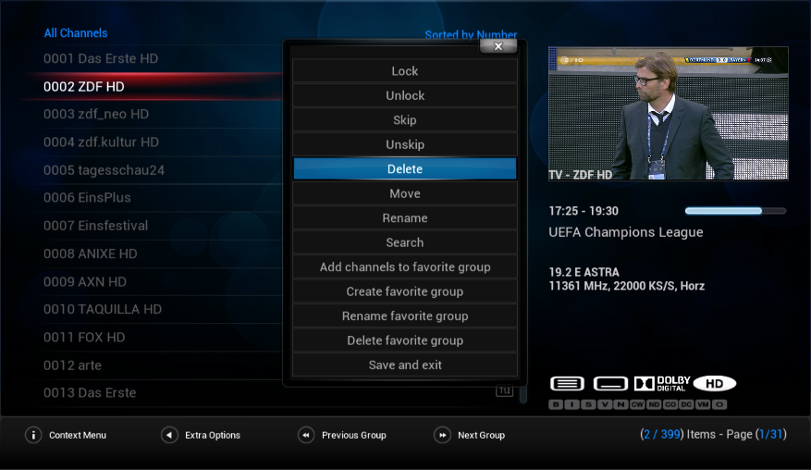 All Channels
Sorted by Number
0001 Das Erste HD
0002 ZDF HD
0003 zdf_neo HD
0004 zdf.kultur HD
0005 tagesschau24
0006 EinsPlus
0007 Einsfestival
0008 ANIXE HD
0009 AXN HD
0010 TAQUILLA HD
0011 FOX HD
0012 arte
0013 Das Erste
x
Lock
Unlock
Skip
Unskip
Delete
Move
Rename
Search
Add channels to favorite group
Create favorite group
Rename favorite group
Delete favorite group
Save and exit
TV - ZDF HD
17:25 - 19:30
UEFA Champions League
19.2 E ASTRA
11361 MHz, 22000 KS/S, Horz
DOLBY
DIGITAL
HD
B I S V N CW ND CO DC VM O
i Context Menu
Extra Options
Previous Group
Next Group
(2 / 399) Items - Page (1/31)